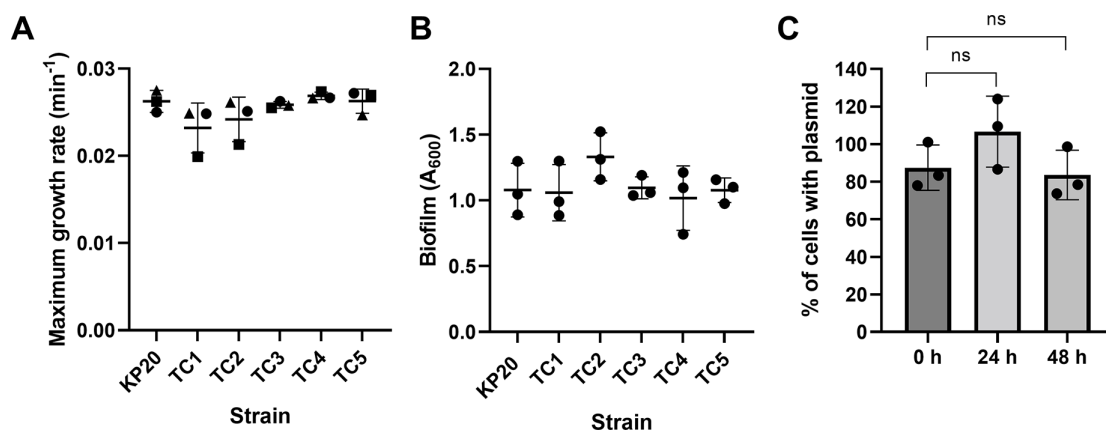 A
Maximum growth rate (min⁻¹)
0.03
0.02
0.01
0.00
KP20
TC1
TC2
TC3
TC4
TC5
Strain
B
Biofilm (A₆₀₀)
2.0
1.5
1.0
0.5
0.0
KP20
TC1
TC2
TC3
TC4
TC5
Strain
C
ns
ns
% of cells with plasmid
140
120
100
80
60
40
20
0
0 h
24 h
48 h